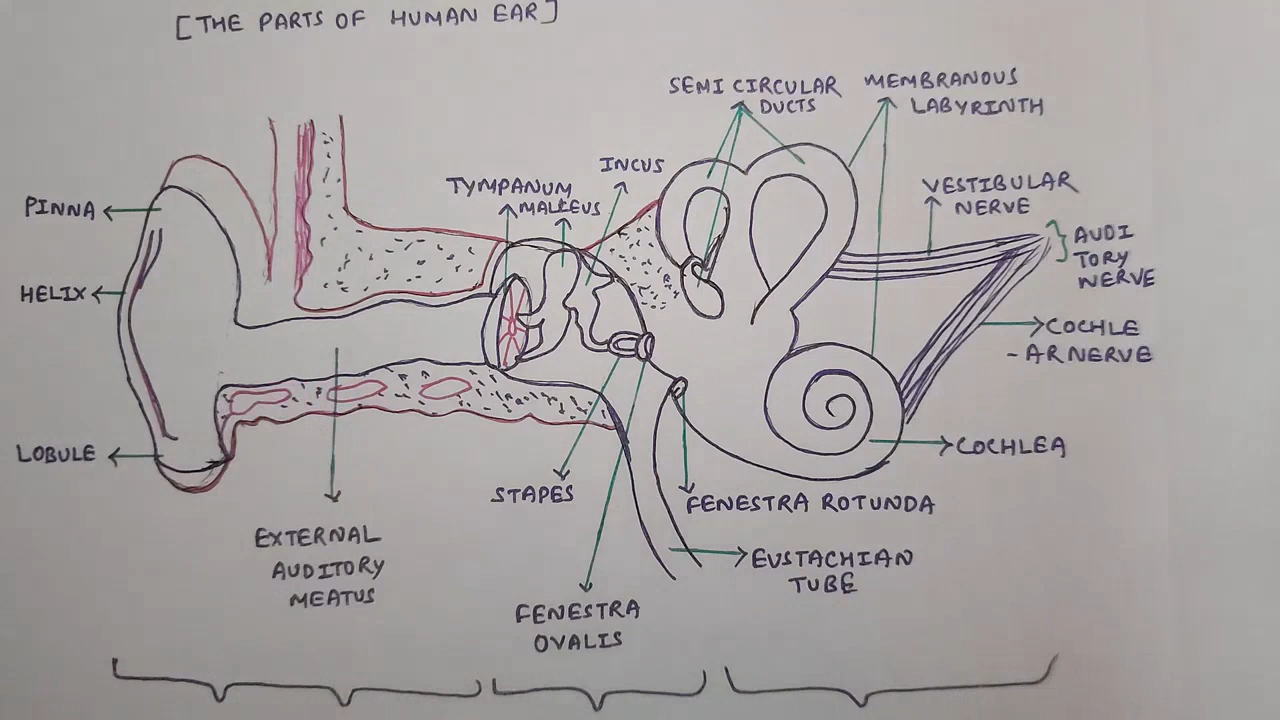 [THE PARTS OF HUMAN EAR]
SEMI CIRCULAR
DUCTS
MEMBRANOUS
LABYRINTH
INCUS
TYMPANUM
MALLEUS
VESTIBULAR
NERVE
PINNA
AUDI
TORY
NERVE
HELIX
COCHLE
-AR NERVE
LOBULE
COCHLEA
STAPES
FENESTRA ROTUNDA
EXTERNAL
AUDITORY
MEATUS
EUSTACHIAN
TUBE
FENESTRA
OVALIS